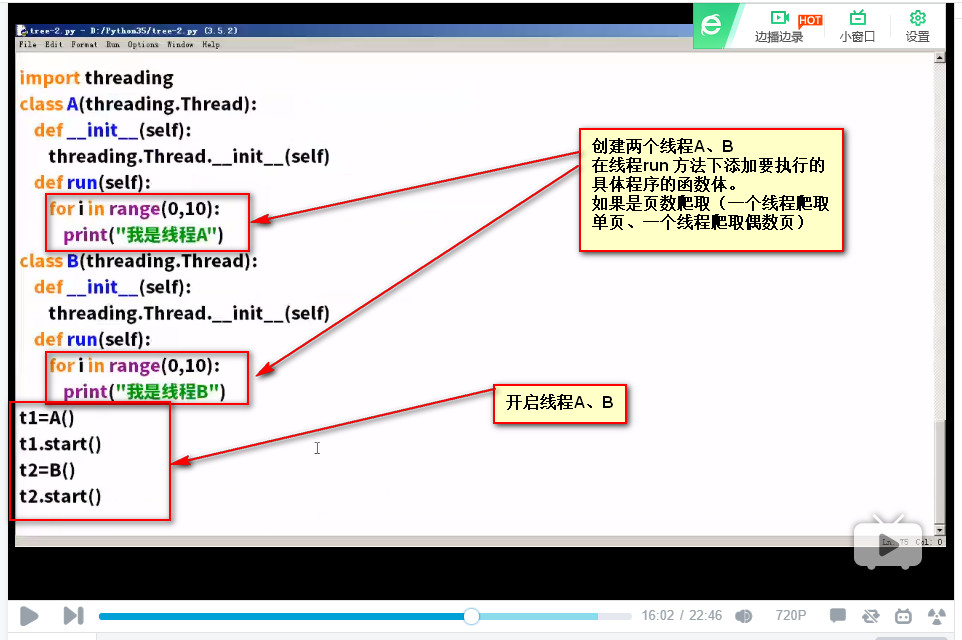 tree-2.py - D:/Python35/tree-2.py (3.5.2)
File Edit Format Run Options Window Help
HOT
边播边录
小窗口
设置
import threading
class A(threading.Thread):
def __init__(self):
threading.Thread.__init__(self)
def run(self):
for i in range(0,10):
print("我是线程A")
class B(threading.Thread):
def __init__(self):
threading.Thread.__init__(self)
def run(self):
for i in range(0,10):
print("我是线程B")
t1=A()
t1.start()
t2=B()
t2.start()
创建两个线程A、B
在线程run 方法下添加要执行的
具体程序的函数体。
如果是页数爬取（一个线程爬取
单页、一个线程爬取偶数页）
开启线程A、B
Col: 0
16:02 / 22:46
720P